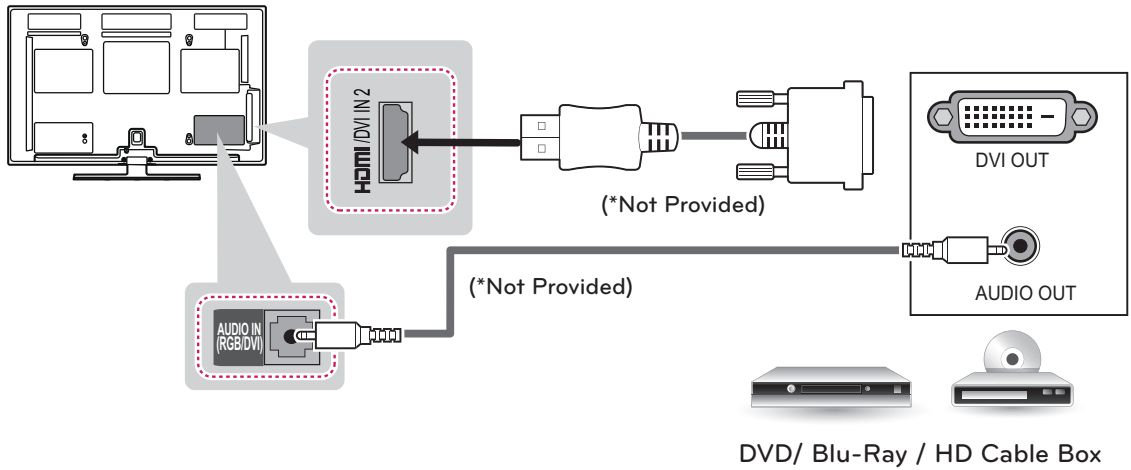 HDMI/DVI IN 2
(*Not Provided)
DVI OUT
(*Not Provided)
AUDIO OUT
AUDIO IN
(RGB/DVI)
DVD/ Blu-Ray / HD Cable Box